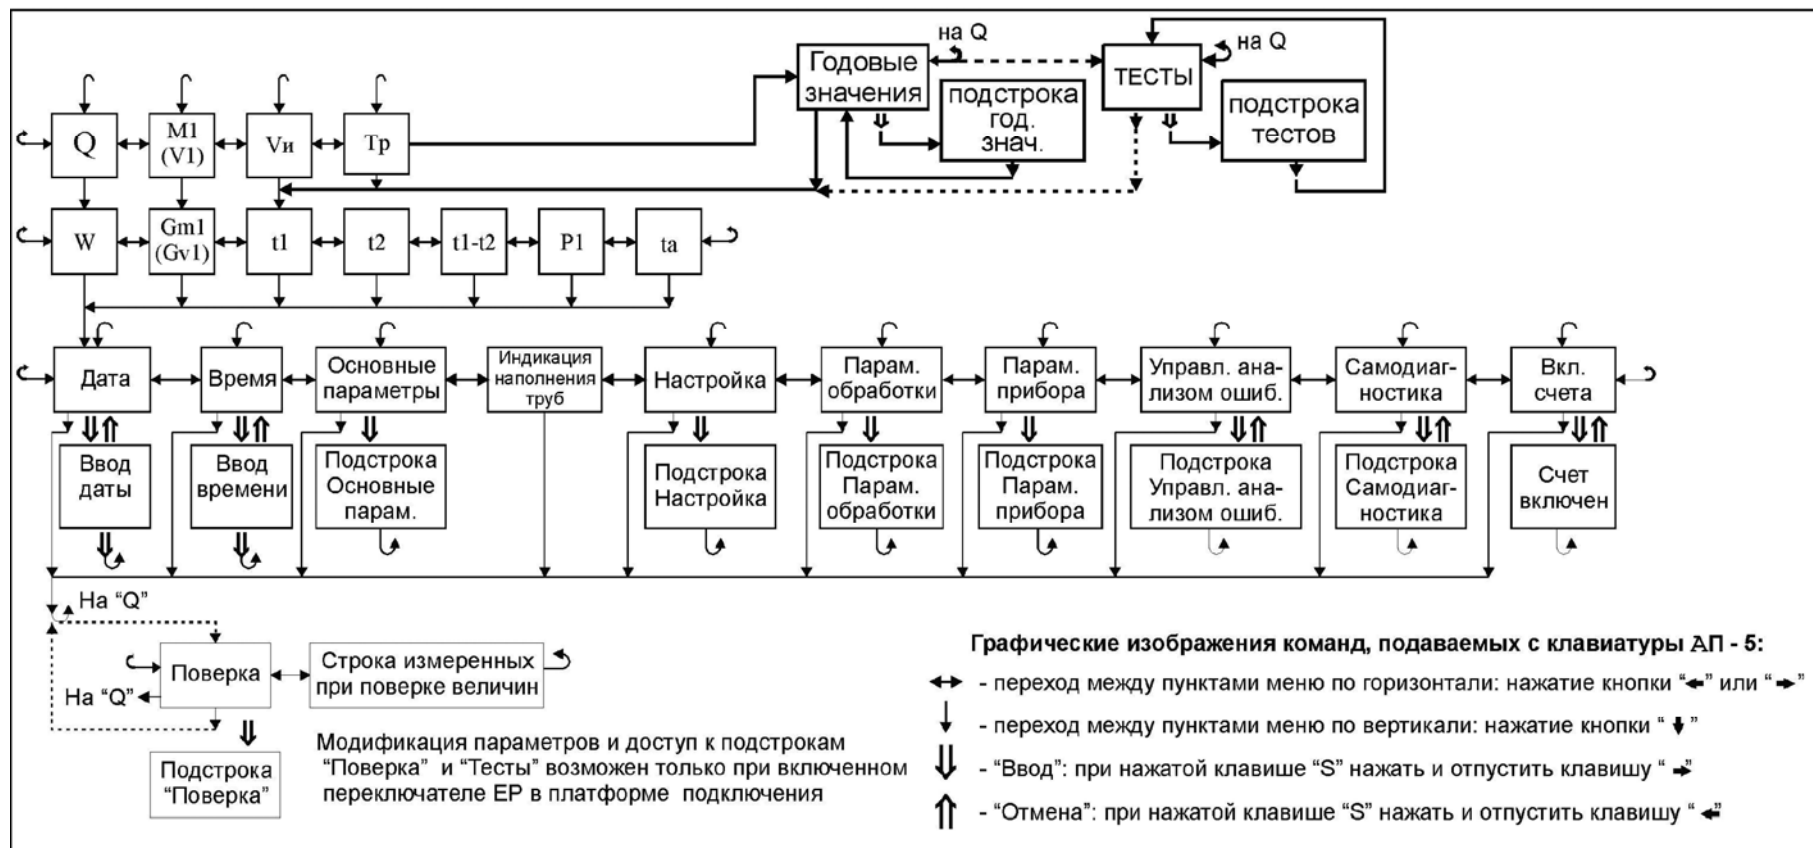 на Q
на Q
Годовые
значения
ТЕСТЫ
подстрока
год.
знач.
подстрока
тестов
Q
M1
(V1)
Vи
Тр
W
Gm1
(Gv1)
t1
t2
t1-t2
P1
ta
Дата
Время
Основные
параметры
Индикация
наполнения
труб
Настройка
Парам.
обработки
Парам.
прибора
Управл. ана-
лизом ошиб.
Самодиаг-
ностика
Вкл.
счета
Ввод
даты
Ввод
времени
Подстрока
Основные
парам.
Подстрока
Настройка
Подстрока
Парам.
обработки
Подстрока
Парам.
прибора
Подстрока
Управл. ана-
лизом ошиб.
Подстрока
Самодиаг-
ностика
Счет
включен
На “Q”
Поверка
Строка измеренных
при поверке величин
На “Q”
Подстрока
“Поверка”
Модификация параметров и доступ к подстрокам
“Поверка” и “Тесты” возможен только при включенном
переключателе ЕР в платформе подключения
Графические изображения команд, подаваемых с клавиатуры АП - 5:
- переход между пунктами меню по горизонтали: нажатие кнопки “←” или “→”
- переход между пунктами меню по вертикали: нажатие кнопки “↓”
- “Ввод”: при нажатой клавише “S” нажать и отпустить клавишу “→”
- “Отмена”: при нажатой клавише “S” нажать и отпустить клавишу “←”